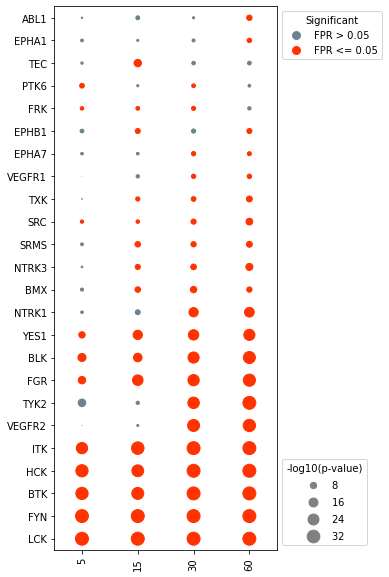 ABL1
EPHA1
TEC
PTK6
FRK
EPHB1
EPHA7
VEGFR1
TXK
SRC
SRMS
NTRK3
BMX
NTRK1
YES1
BLK
FGR
TYK2
VEGFR2
ITK
HCK
BTK
FYN
LCK
5
15
30
60
Significant
FPR > 0.05
FPR <= 0.05
-log10(p-value)
8
16
24
32